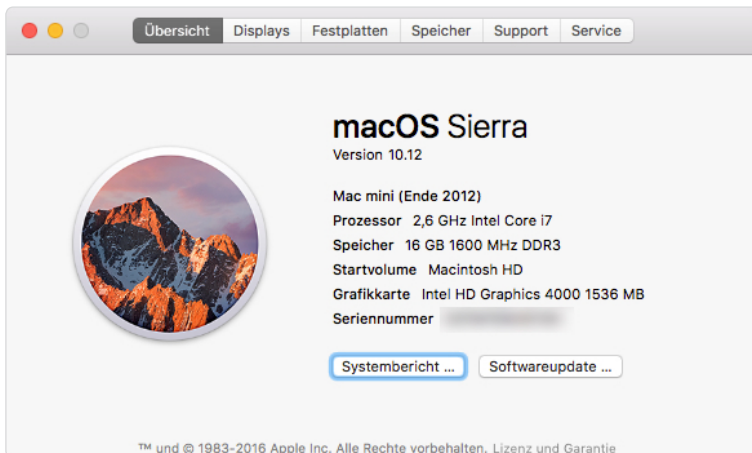 Übersicht Displays Festplatten Speicher Support Service
macOS Sierra
Version 10.12
Mac mini (Ende 2012)
Prozessor 2,6 GHz Intel Core i7
Speicher 16 GB 1600 MHz DDR3
Startvolume Macintosh HD
Grafikkarte Intel HD Graphics 4000 1536 MB
Seriennummer
Systembericht ... Softwareupdate ...
™ und © 1983-2016 Apple Inc. Alle Rechte vorbehalten. Lizenz und Garantie